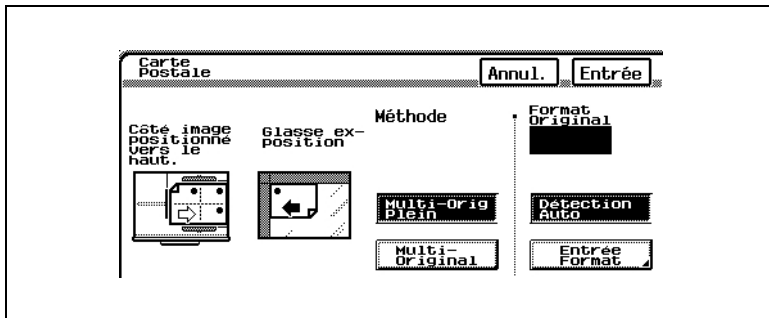 Carte
Postale
Annul.
Entrée
Côté image
positionné
vers le
haut.
Glasse ex-
position
Méthode
Multi-Orig
Plein
Multi-
Original
Format
Original
Détection
Auto
Entrée
Format